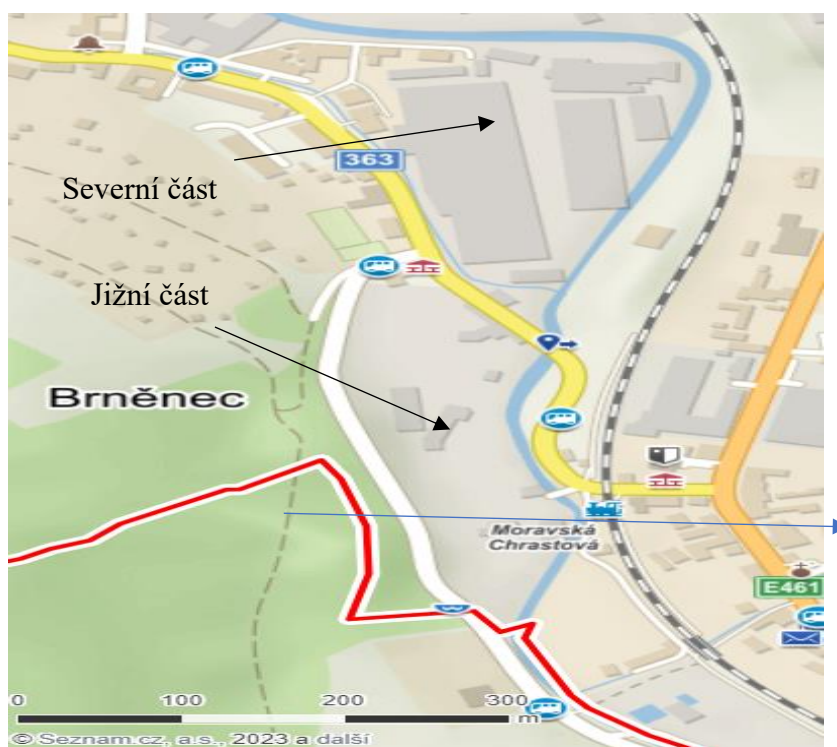 363
Severní část
Jižní část
Brněnec
Moravská
Chrastová
E461
0 100 200 300
m
© Seznam.cz, a.s., 2023 a další